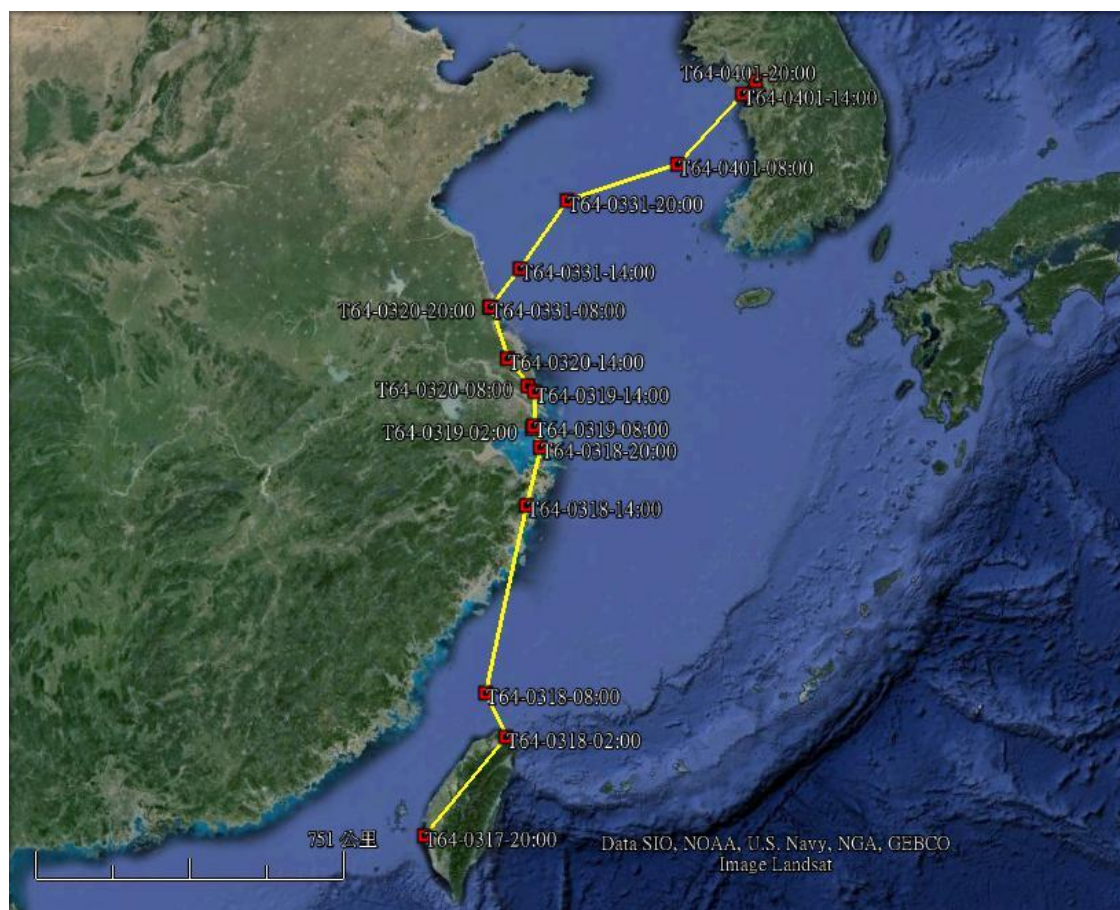 T64-0401-20:00
T64-0401-14:00
T64-0401-08:00
T64-0331-20:00
T64-0331-14:00
T64-0320-20:00
T64-0331-08:00
T64-0320-14:00
T64-0320-08:00
T64-0319-14:00
T64-0319-02:00
T64-0319-08:00
T64-0318-20:00
T64-0318-14:00
T64-0318-08:00
T64-0318-02:00
751 公里
T64-0317-20:00
Data SIO, NOAA, U.S. Navy, NGA, GEBCO
Image Landsat